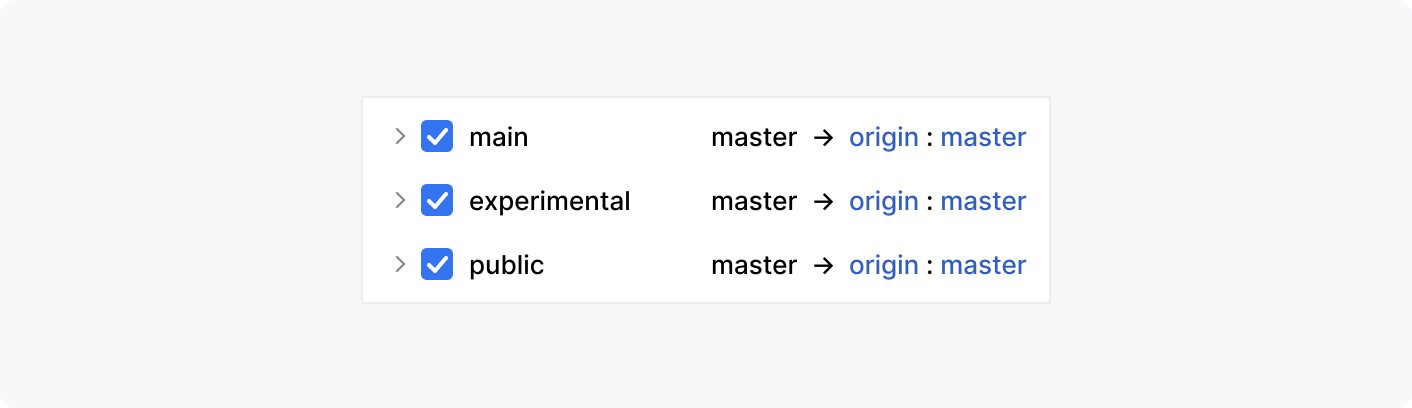 main master → origin : master
experimental master → origin : master
public master → origin : master